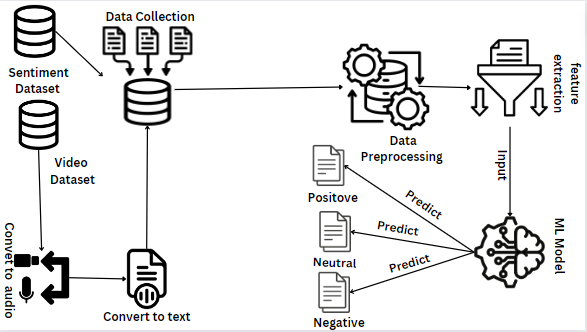 Data Collection
Sentiment
Dataset
Video
Dataset
Convet to audio
Convert to text
Data
Preprocessing
feature
extraction
Input
ML Model
Predict
Positove
Predict
Neutral
Predict
Negative